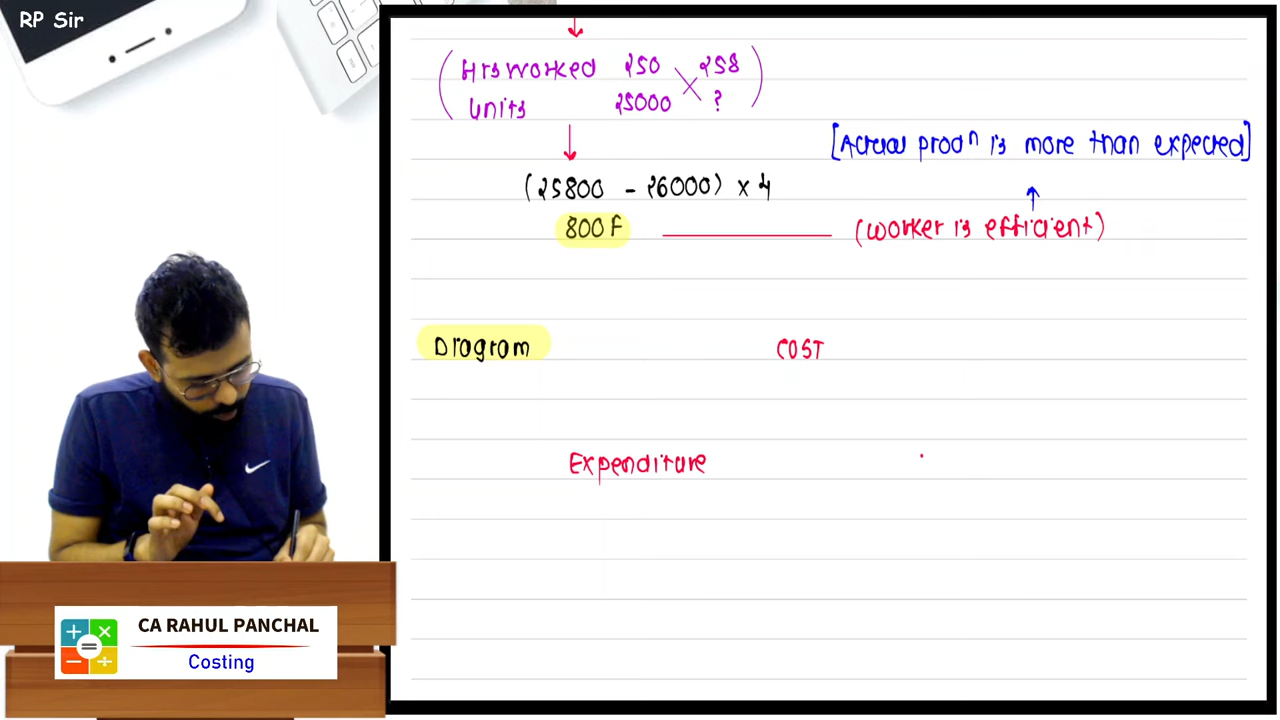 RP Sir
Hrs worked 250 258
Units 25000 ?
[Actual prodⁿ is more than expected]
(25800 - 26000) × 4
800 F (Worker is efficient)
Diagram COST
Expenditure
CA RAHUL PANCHAL
Costing